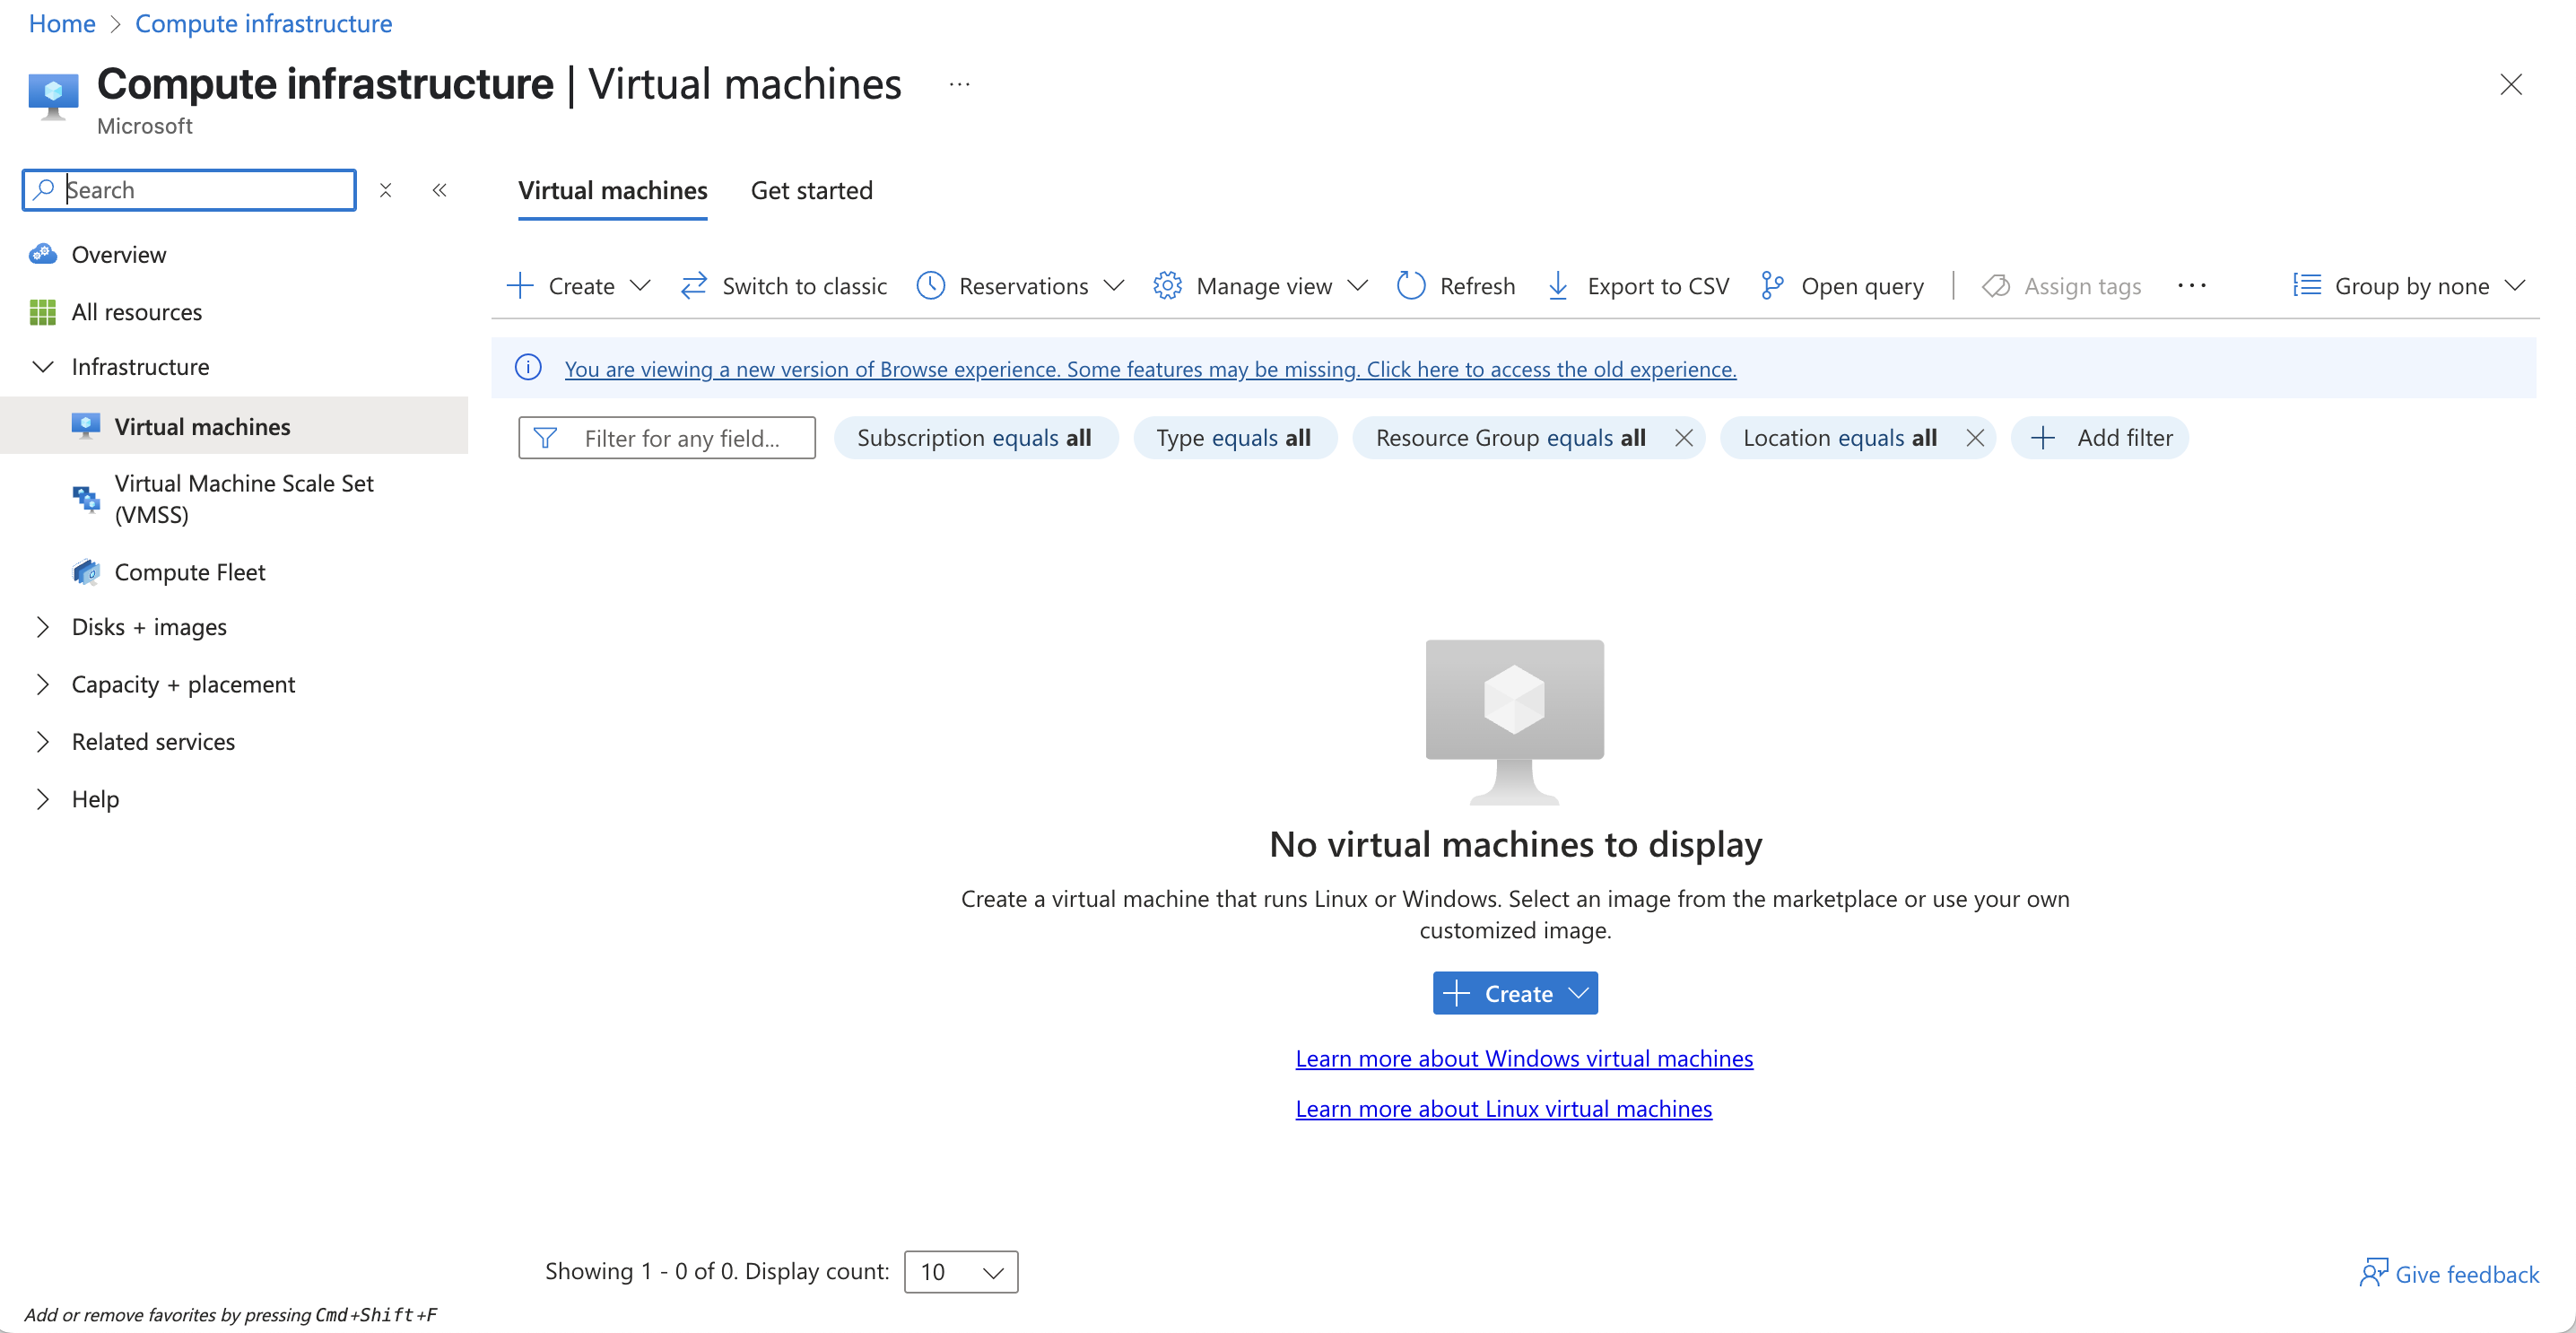 Home > Compute infrastructure
Compute infrastructure | Virtual machines ...
Microsoft
Search
Overview
All resources
Infrastructure
Virtual machines
Virtual Machine Scale Set
(VMSS)
Compute Fleet
Disks + images
Capacity + placement
Related services
Help
Add or remove favorites by pressing Cmd+Shift+F
Virtual machines Get started
Create Switch to classic Reservations Manage view Refresh Export to CSV Open query Assign tags ... Group by none
You are viewing a new version of Browse experience. Some features may be missing. Click here to access the old experience.
Filter for any field... Subscription equals all Type equals all Resource Group equals all Location equals all Add filter
No virtual machines to display
Create a virtual machine that runs Linux or Windows. Select an image from the marketplace or use your own
customized image.
Create
Learn more about Windows virtual machines
Learn more about Linux virtual machines
Showing 1 - 0 of 0. Display count: 10
Give feedback